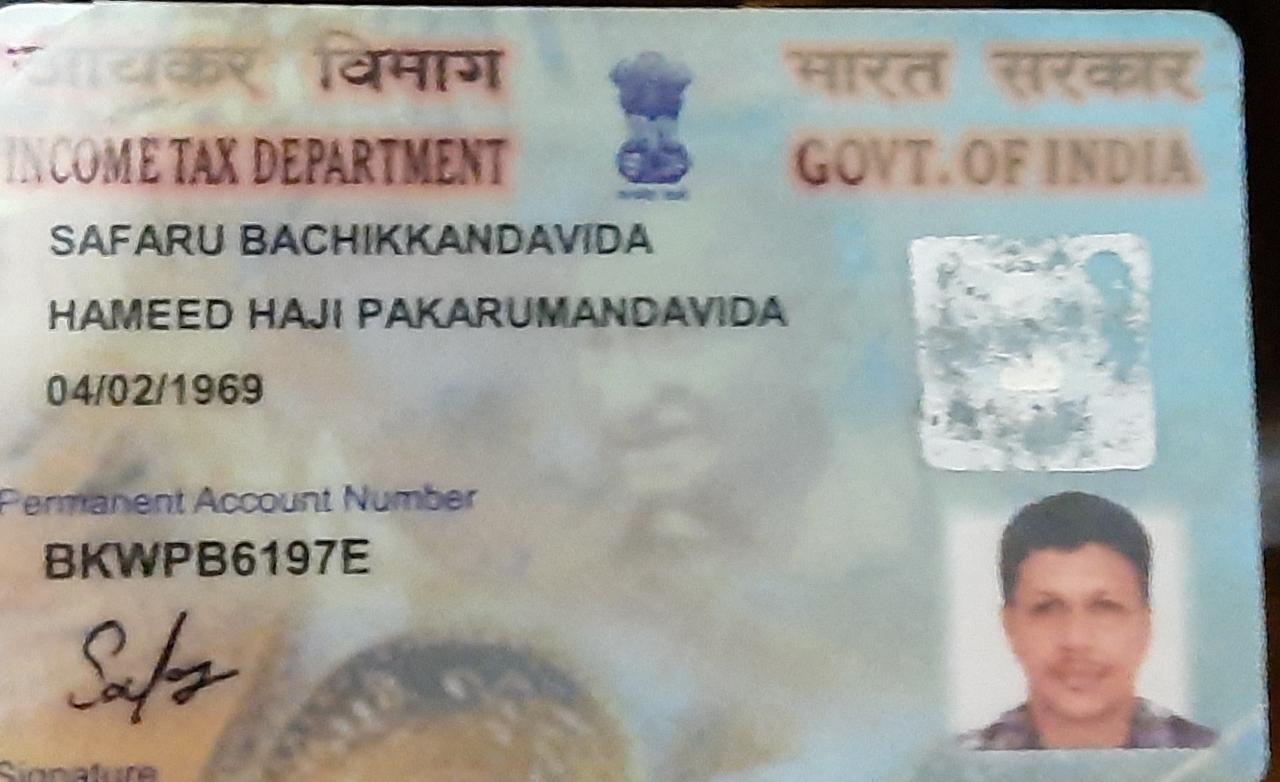 आयकर विभाग
भारत सरकार
INCOME TAX DEPARTMENT
GOVT. OF INDIA
SAFARU BACHIKKANDAVIDA
HAMEED HAJI PAKARUMANDAVIDA
04/02/1969
Permanent Account Number
BKWPB6197E
Signature